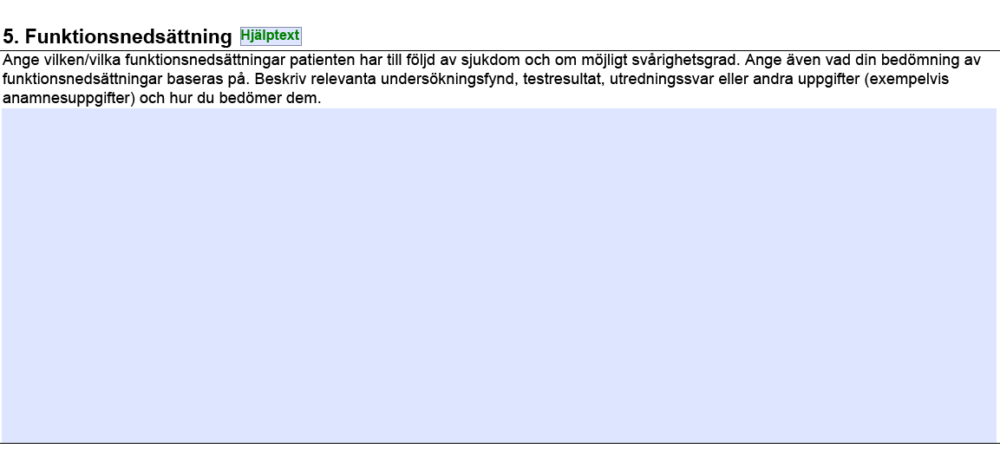 5. Funktionsnedsättning Hjälptext
Ange vilken/vilka funktionsnedsättningar patienten har till följd av sjukdom och om möjligt svårighetsgrad. Ange även vad din bedömning av
funktionsnedsättningar baseras på. Beskriv relevanta undersökningsfynd, testresultat, utredningssvar eller andra uppgifter (exempelvis
anamnesuppgifter) och hur du bedömer dem.